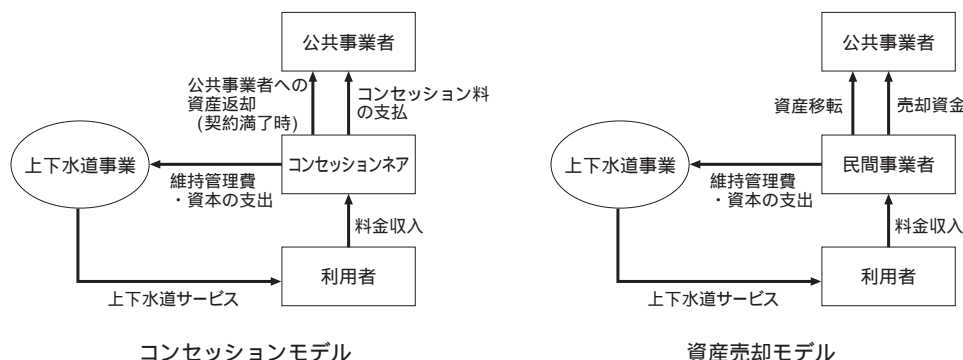 公共事業者
公共事業者への
資産返却
(契約満了時)
コンセッション料
の支払
上下水道事業
コンセッションネア
維持管理費
・資本の支出
料金収入
利用者
上下水道サービス
コンセッションモデル
公共事業者
資産移転
売却資金
上下水道事業
民間事業者
維持管理費
・資本の支出
料金収入
利用者
上下水道サービス
資産売却モデル